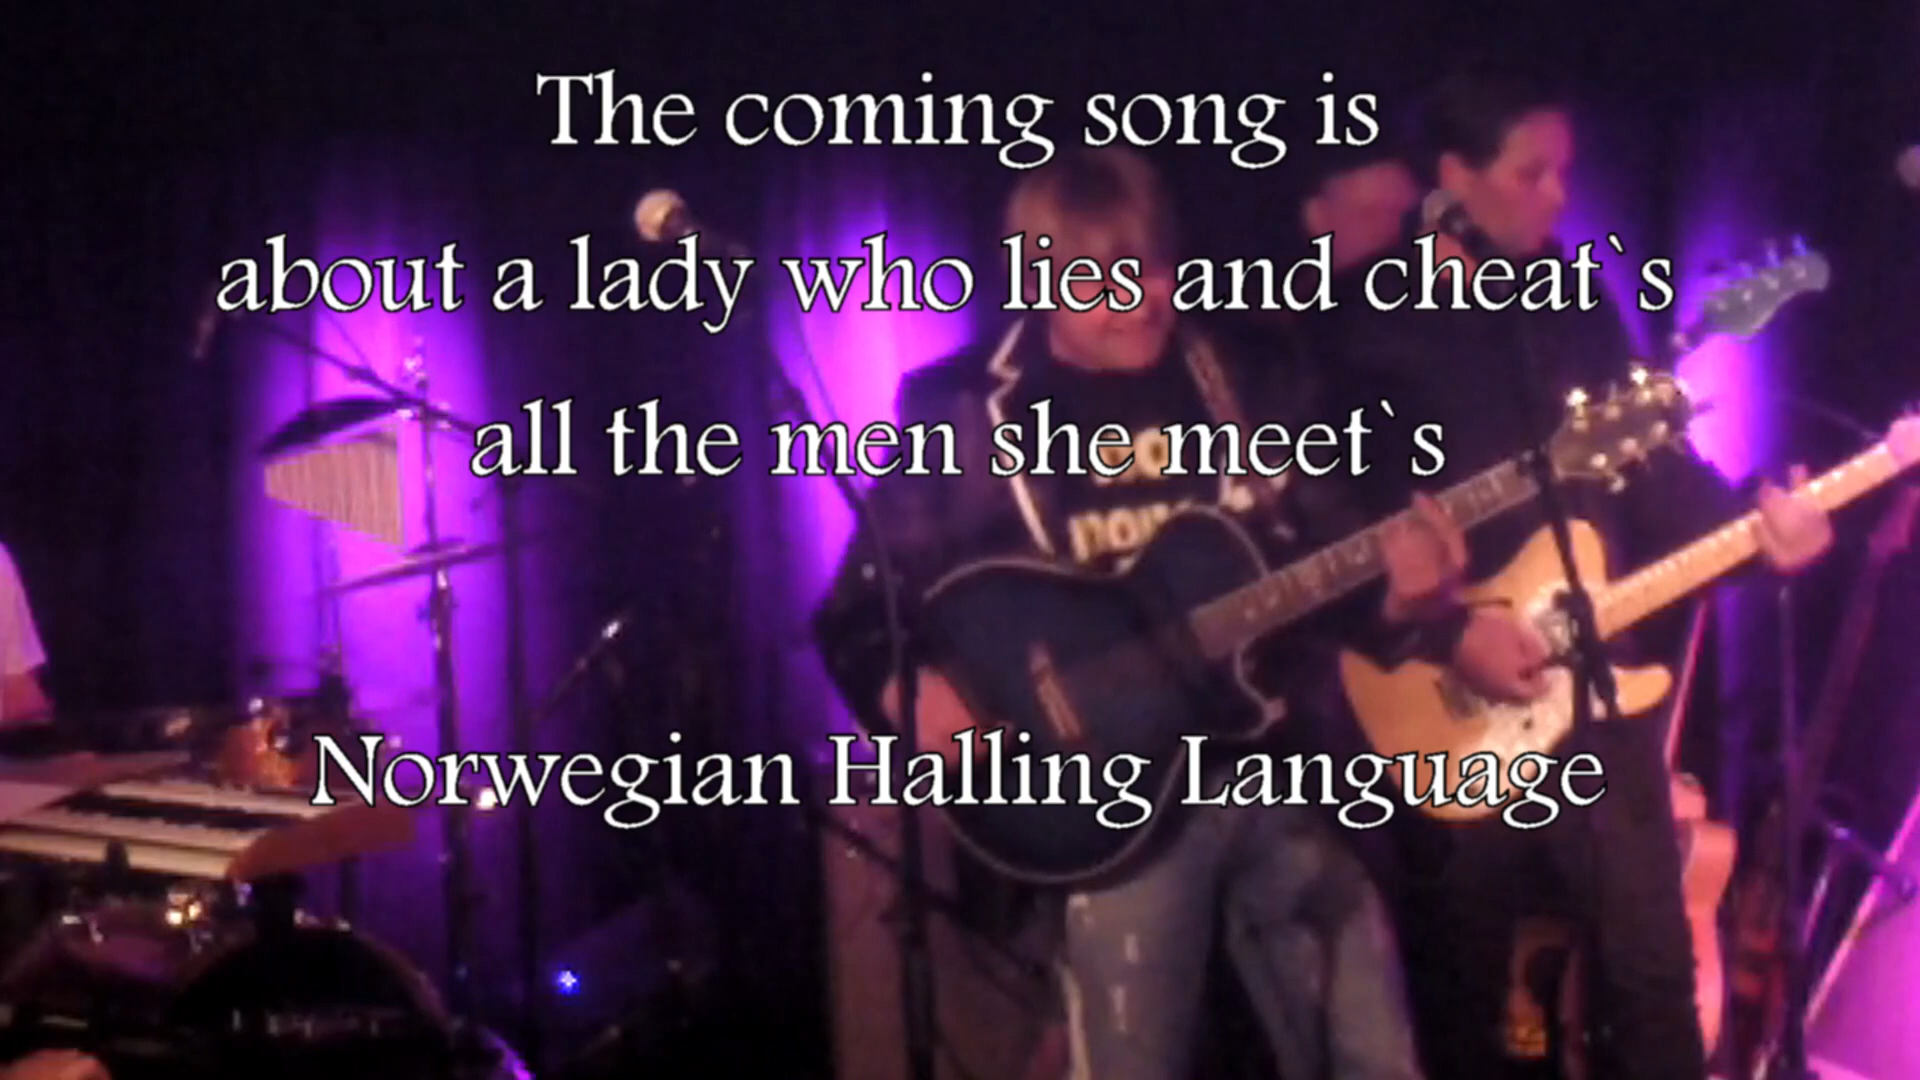 The coming song is
about a lady who lies and cheat`s
all the men she meet`s
Norwegian Halling Language